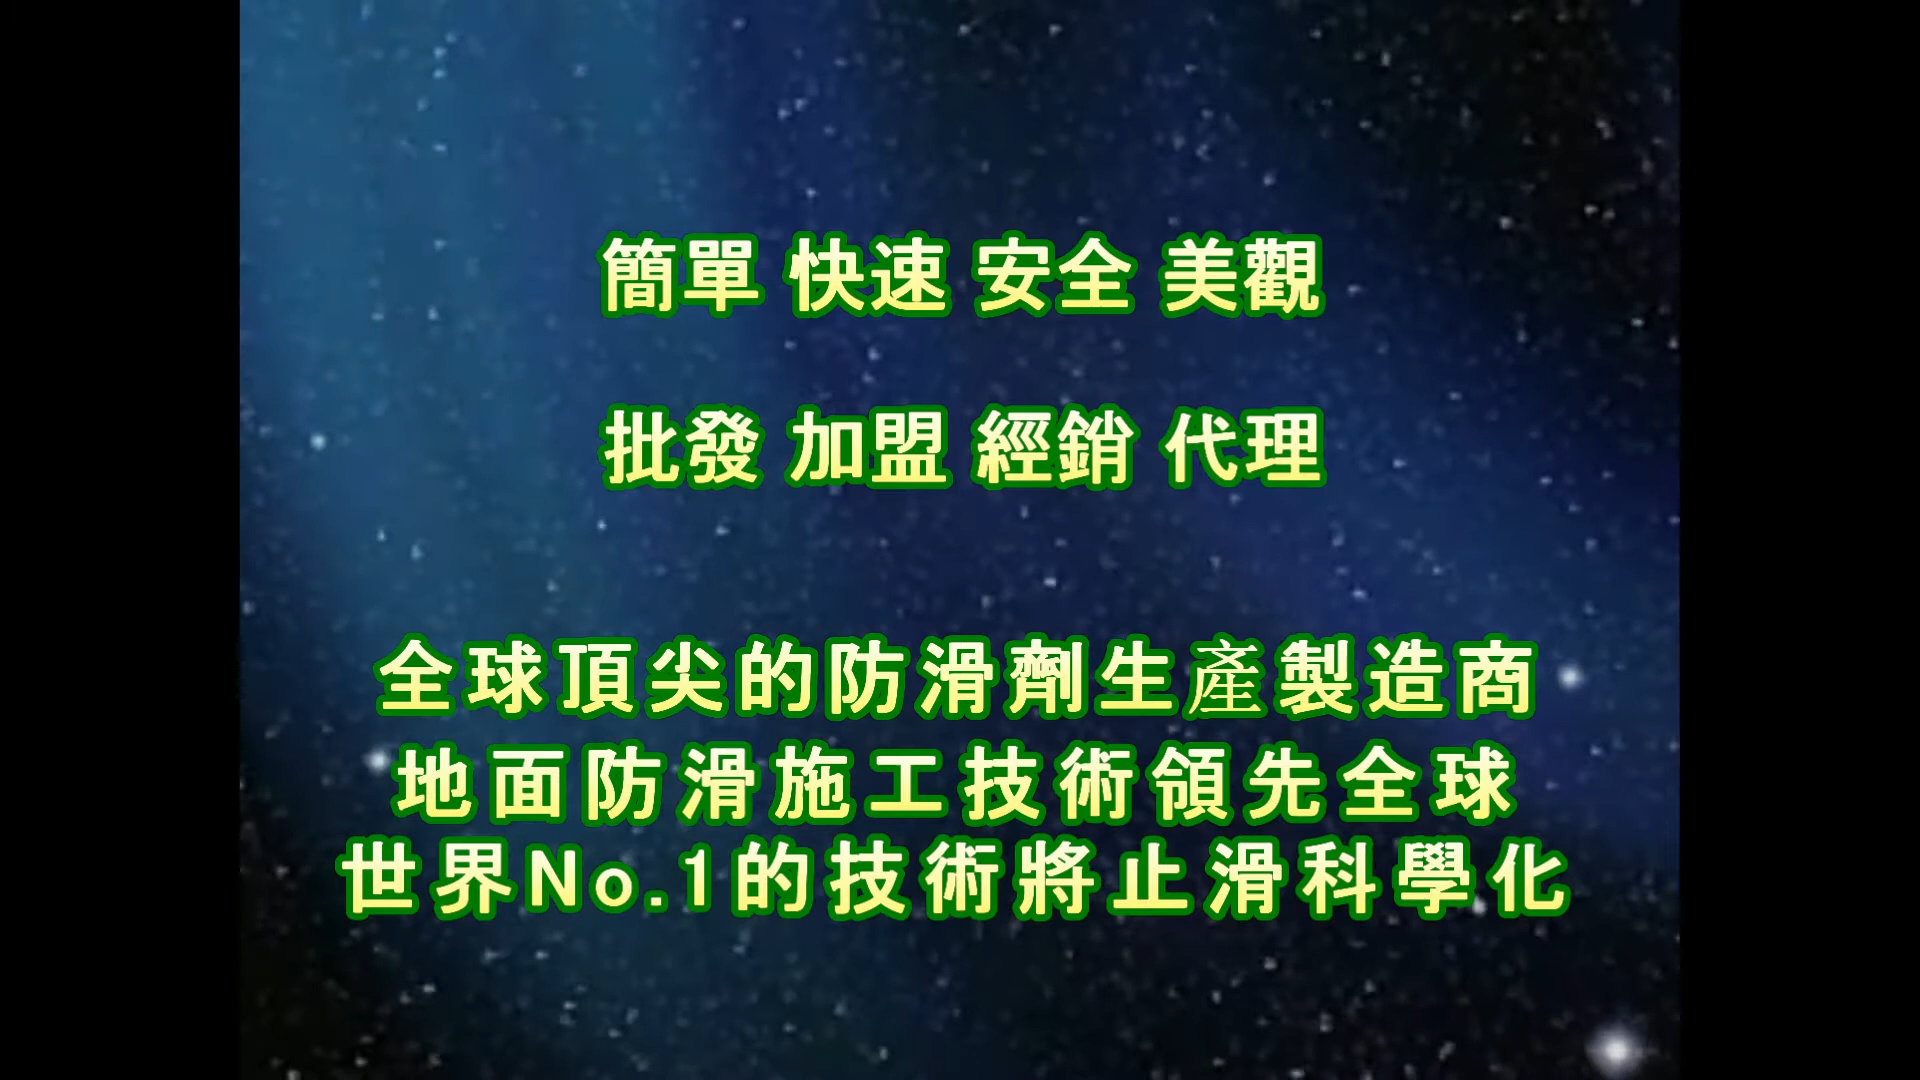 簡單 快速 安全 美觀
批發 加盟 經銷 代理
全球頂尖的防滑劑生產製造商
地面防滑施工技術領先全球
世界No.1的技術將止滑科學化